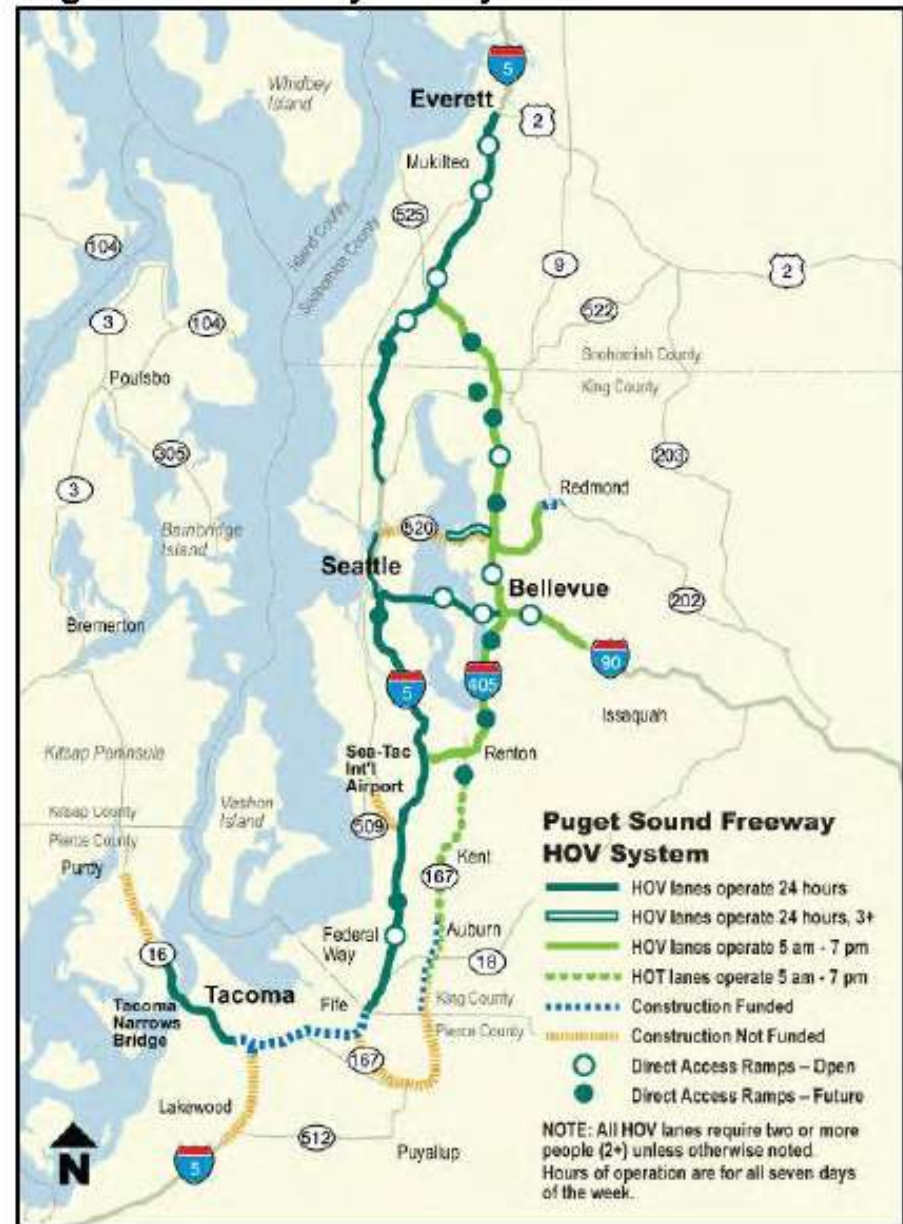 5
Everett
2
Whidbey
Island
Mukilteo
525
Island County
Snohomish County
104
9
2
522
3
104
Snohomish County
King County
Poulsbo
305
203
3
Redmond
Bainbridge
Island
520
Seattle
Bellevue
202
Bremerton
90
5
405
Issaquah
Kitsap Peninsula
Sea-Tac
Int'l
Airport
Renton
Vashon
Island
Kitsap County
Pierce County
509
Purdy
Kent
167
Federal
Way
Auburn
18
16
Tacoma
Fife
King County
Pierce County
Tacoma
Narrows
Bridge
167
Lakewood
512
Puyallup
5
N
Puget Sound Freeway
HOV System
HOV lanes operate 24 hours
HOV lanes operate 24 hours, 3+
HOV lanes operate 5 am - 7 pm
HOT lanes operate 5 am - 7 pm
Construction Funded
Construction Not Funded
Direct Access Ramps – Open
Direct Access Ramps – Future
NOTE: All HOV lanes require two or more
people (2+) unless otherwise noted.
Hours of operation are for all seven days
of the week.